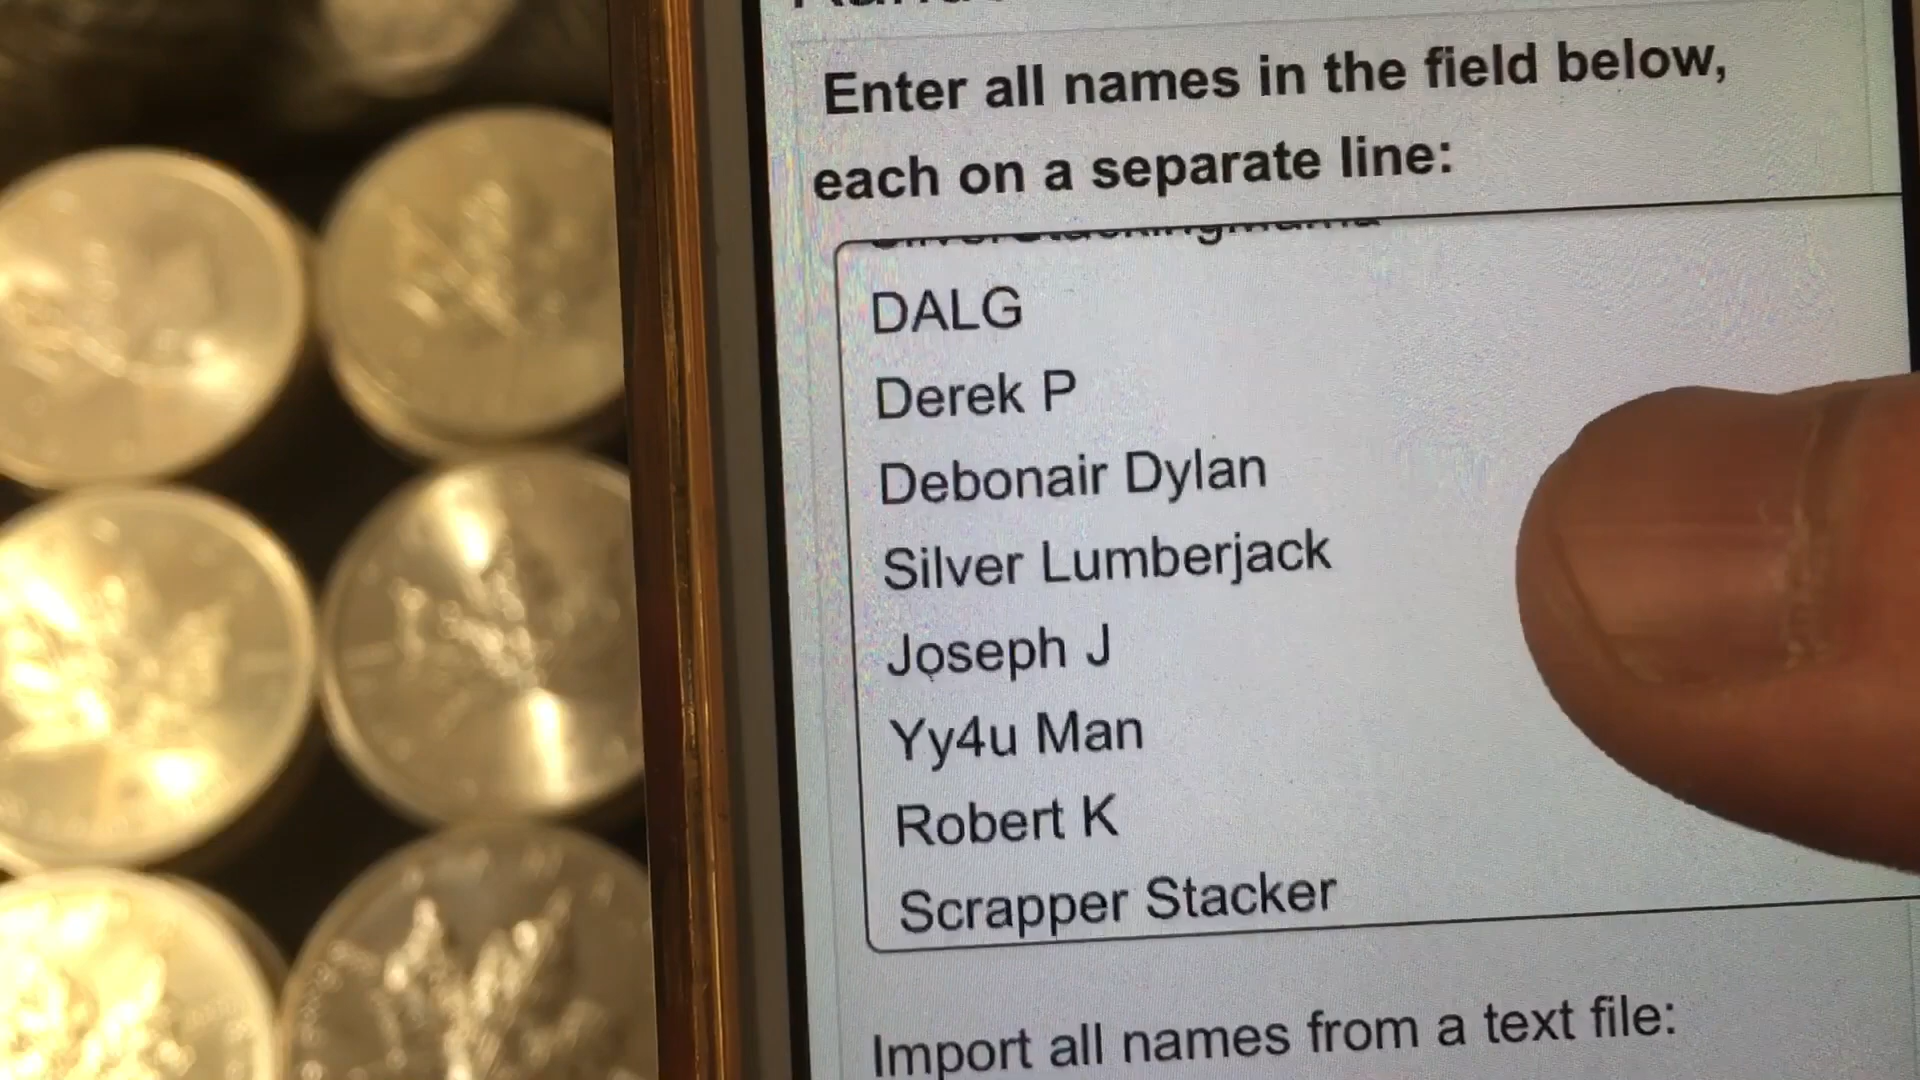 Enter all names in the field below,
each on a separate line:
DALG
Derek P
Debonair Dylan
Silver Lumberjack
Joseph J
Yy4u Man
Robert K
Scrapper Stacker
Import all names from a text file: